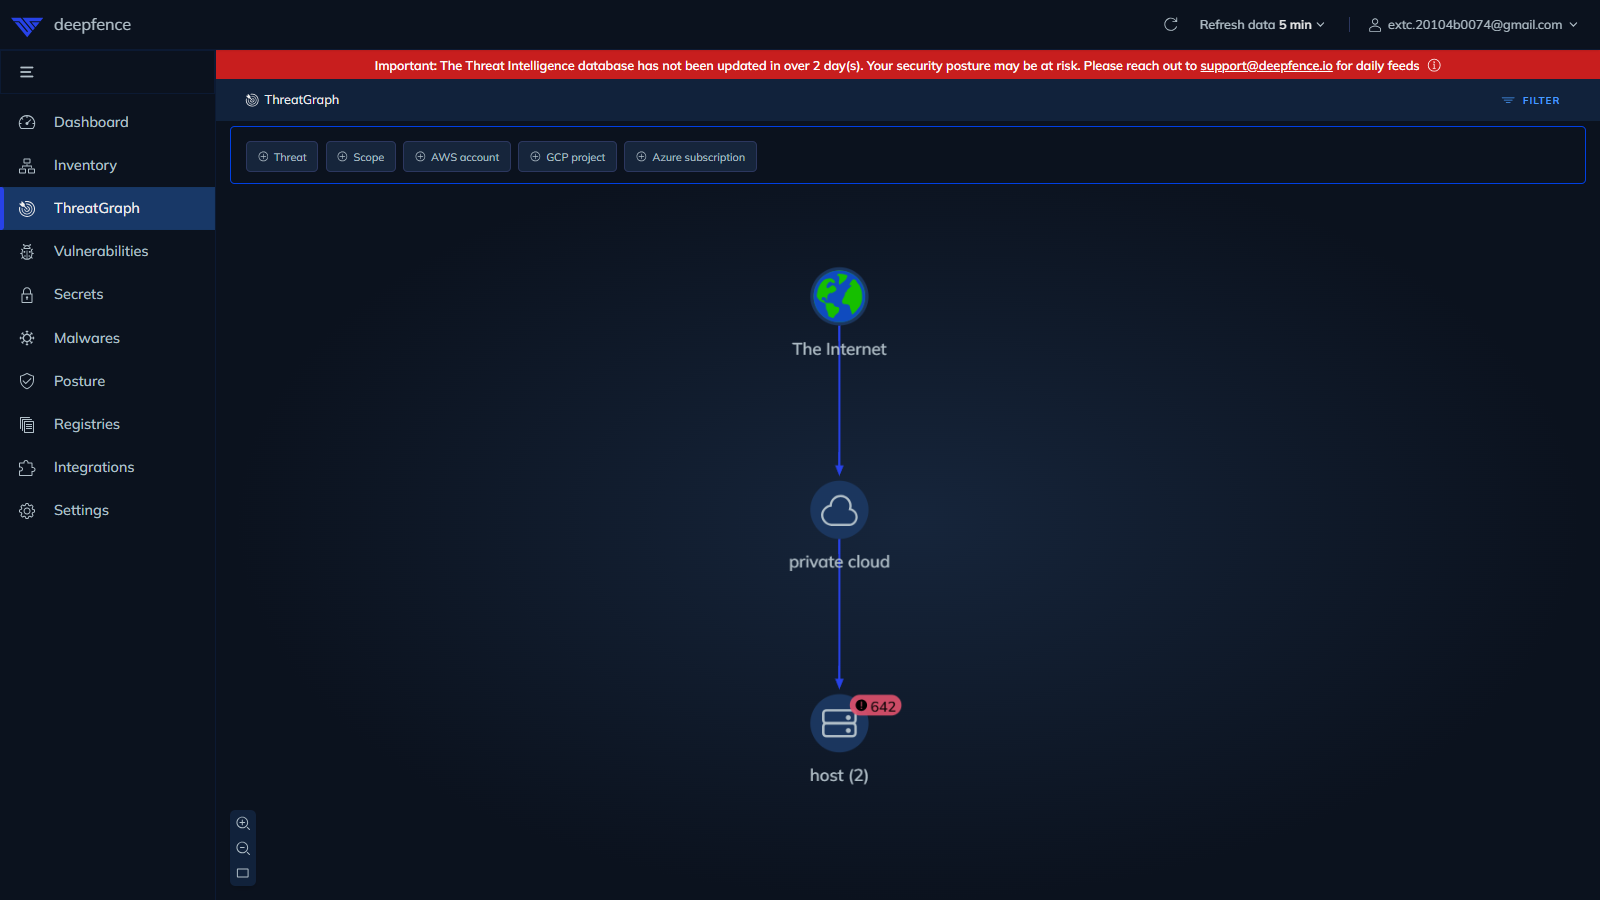 deepfence
Refresh data 5 min
extc.20104b0074@gmail.com
Important: The Threat Intelligence database has not been updated in over 2 day(s). Your security posture may be at risk. Please reach out to support@deepfence.io for daily feeds
ThreatGraph
FILTER
Dashboard
Inventory
ThreatGraph
Vulnerabilities
Secrets
Malwares
Posture
Registries
Integrations
Settings
Threat
Scope
AWS account
GCP project
Azure subscription
The Internet
private cloud
642
host (2)